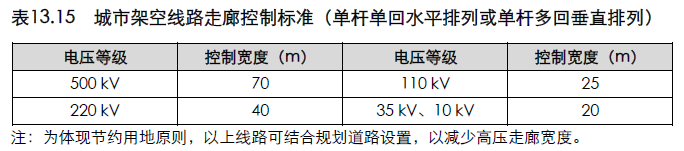 表13.15 城市架空线路走廊控制标准（单杆单回水平排列或单杆多回垂直排列）
电压等级 控制宽度（m） 电压等级 控制宽度（m）
500 kV 70 110 kV 25
220 kV 40 35 kV、10 kV 20
注：为体现节约用地原则，以上线路可结合规划道路设置，以减少高压走廊宽度。